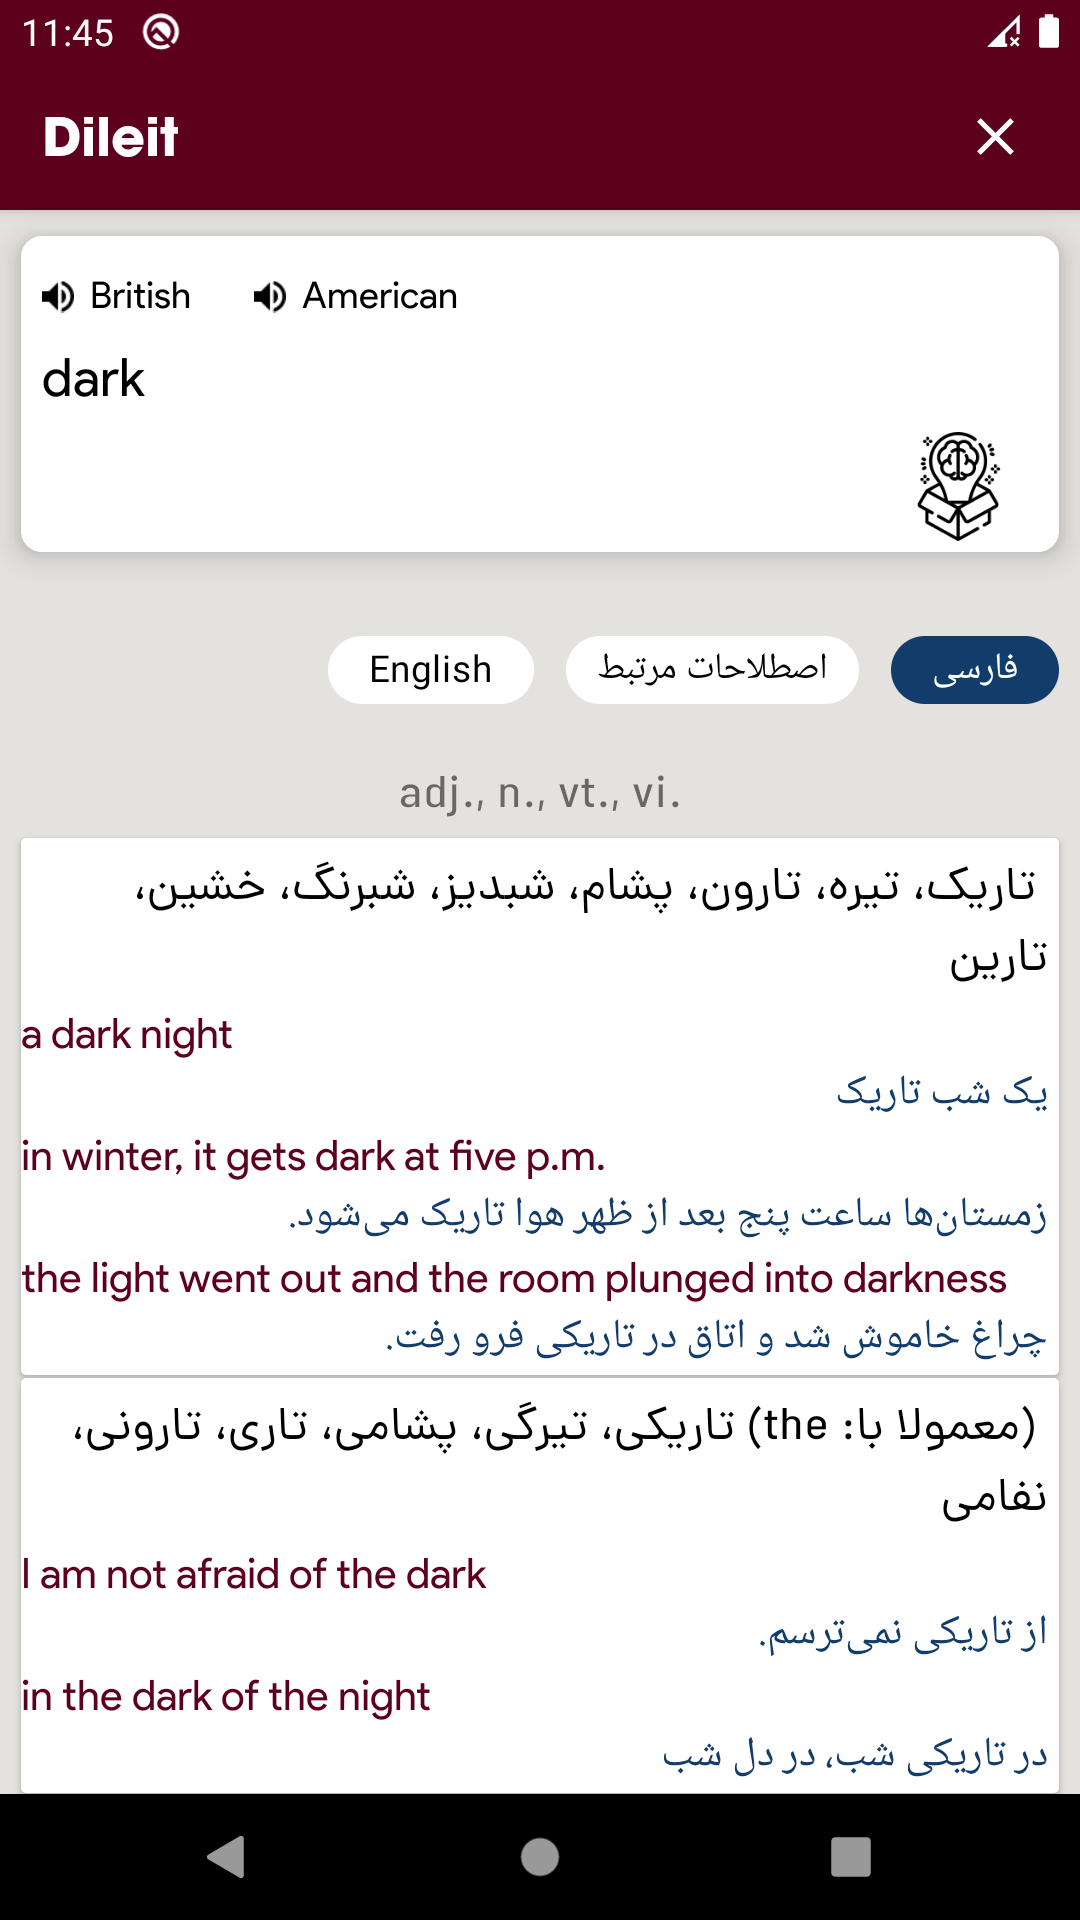 11:45
Dileit
British American
dark
English اصطلاحات مرتبط فارسی
adj., n., vt., vi.
تاریک، تیره، تارون، پشام، شبدیز، شبرنگ، خشین،
تارین
a dark night
یک شب تاریک
in winter, it gets dark at five p.m.
زمستان‌ها ساعت پنج بعد از ظهر هوا تاریک می‌شود.
the light went out and the room plunged into darkness
چراغ خاموش شد و اتاق در تاریکی فرو رفت.
(معمولا با: the) تاریکی، تیرگی، پشامی، تاری، تارونی،
نفامی
I am not afraid of the dark
از تاریکی نمی‌ترسم.
in the dark of the night
در تاریکی شب، در دل شب